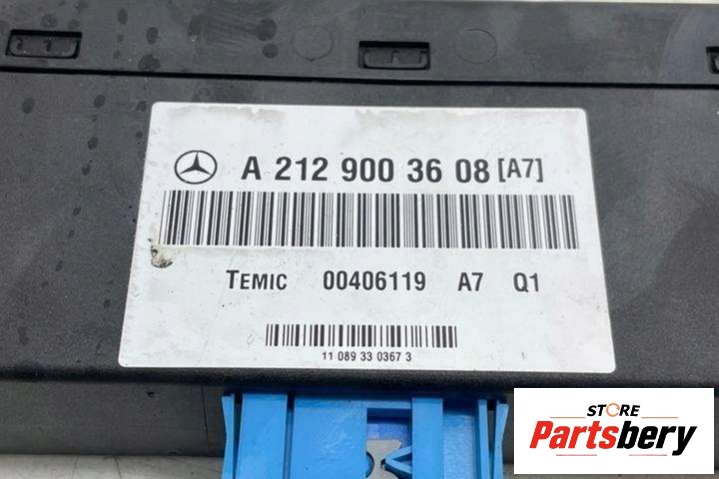 A 212 900 36 08 [A7]
TEMIC 00406119 A7 Q1
11 089 33 0367 3
STORE
Partsbery